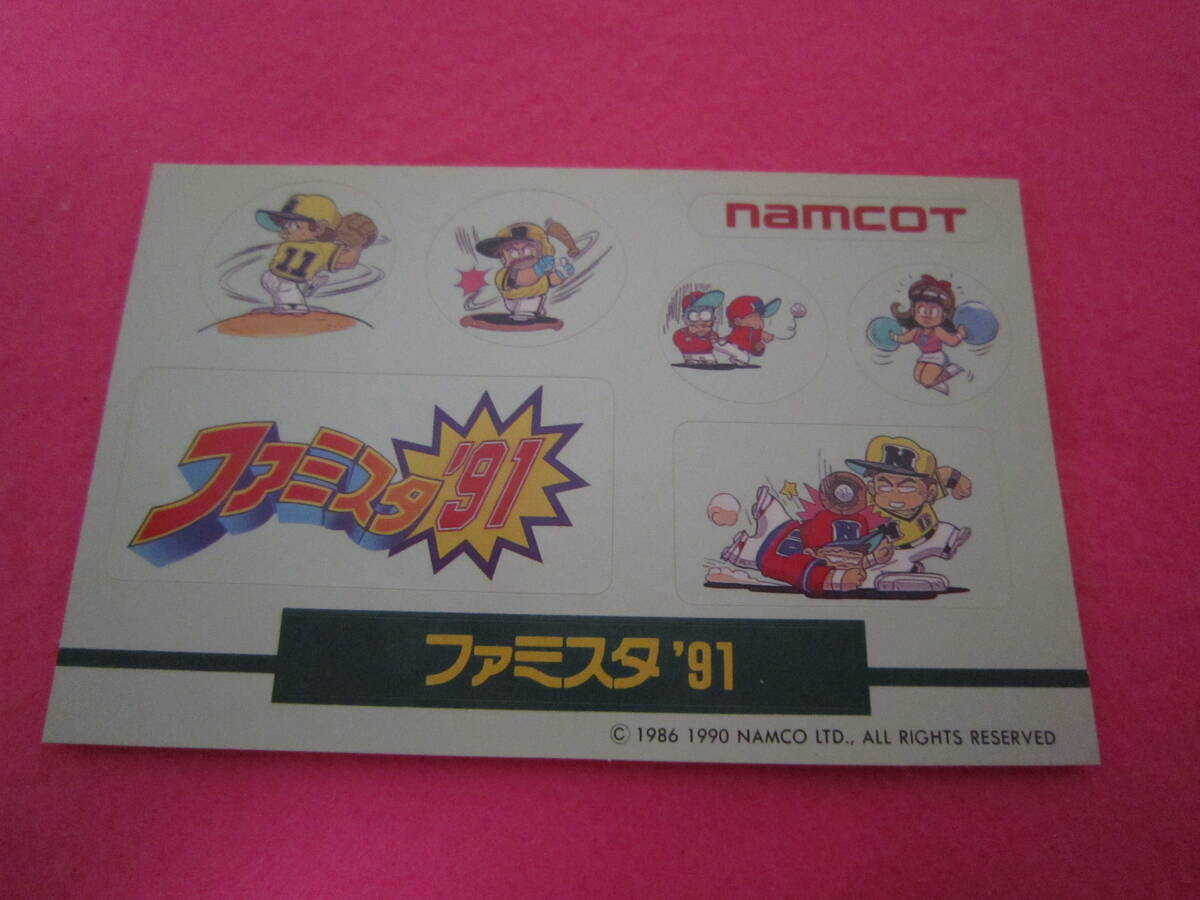 namcoT
11
ファミスタ '91
H
N
ファミスタ '91
© 1986 1990 NAMCO LTD., ALL RIGHTS RESERVED